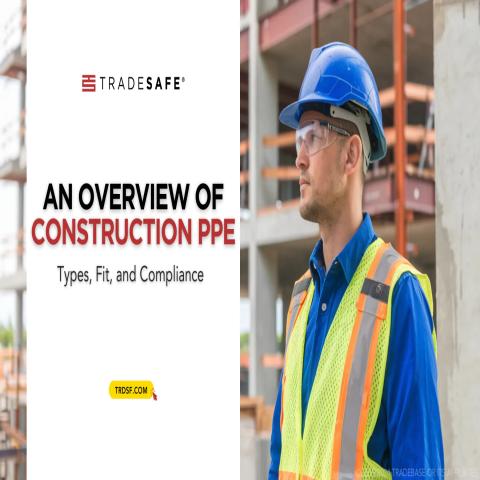 TRADESAFE®
AN OVERVIEW OF
CONSTRUCTION PPE
Types, Fit, and Compliance
TRDSF.COM